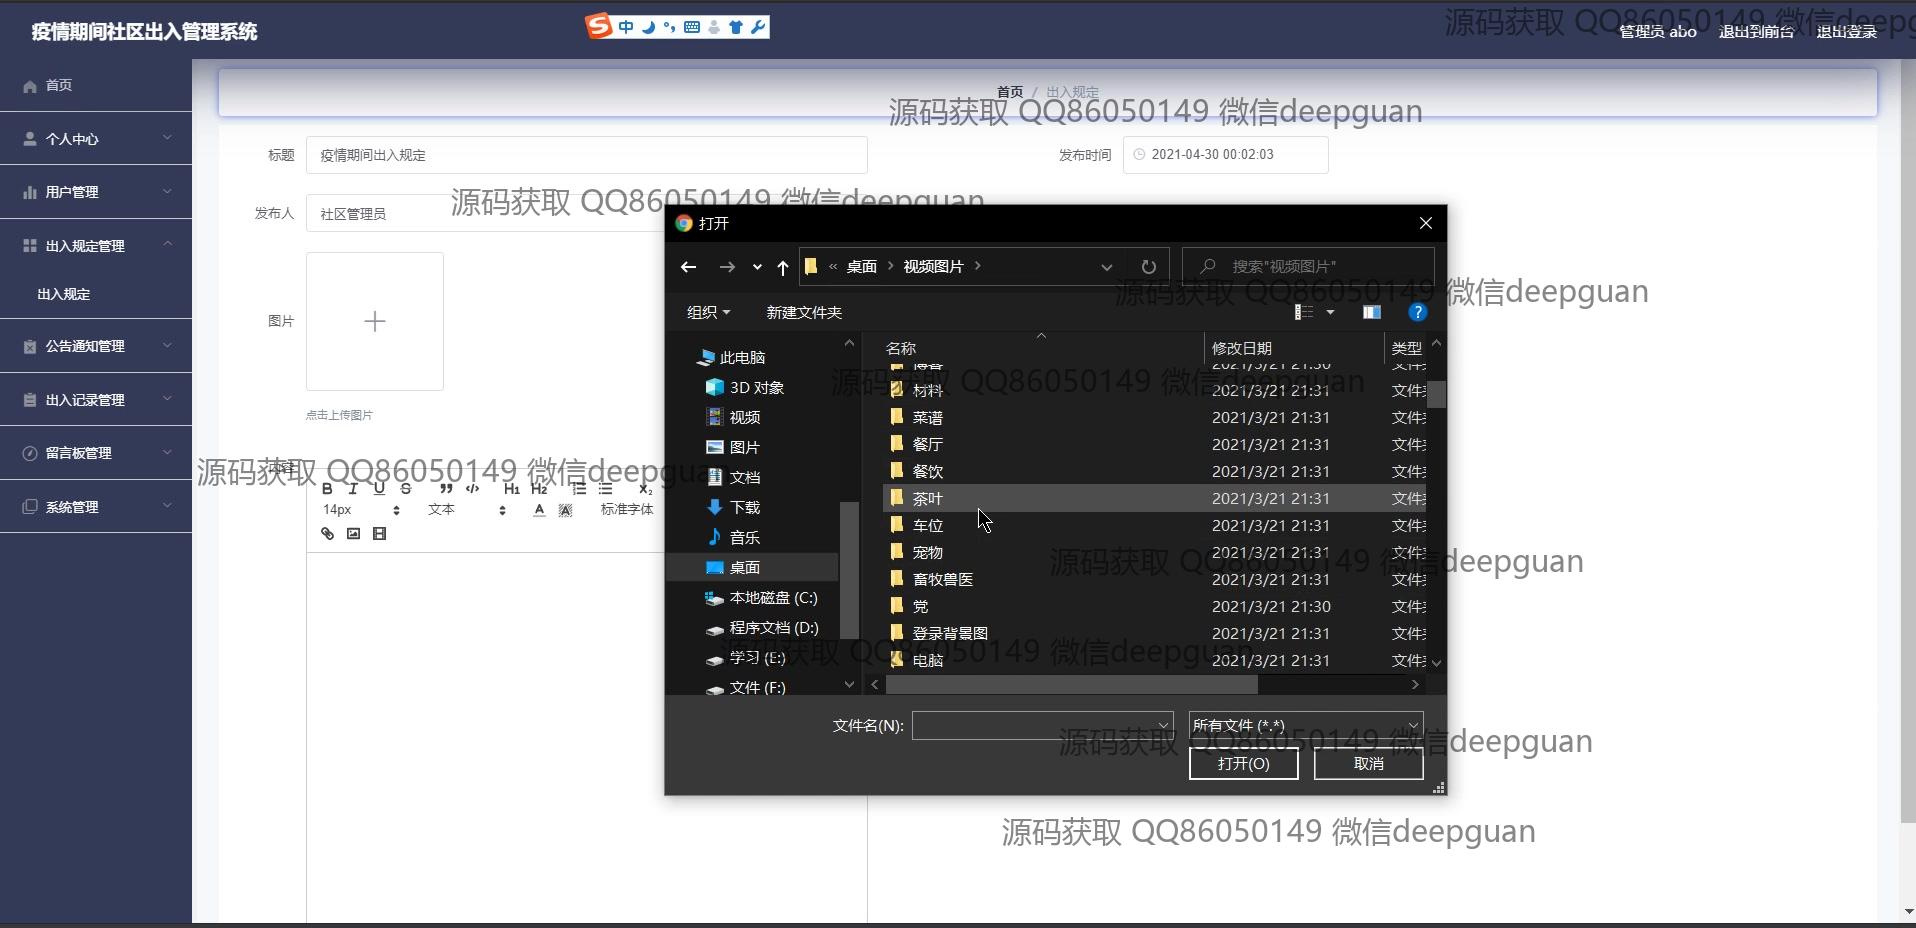 疫情期间社区出入管理系统
中
源码获取 QQ86050149 微信deepg
管理员 abo 退出到前台 退出登录
首页
个人中心
用户管理
出入规定管理
出入规定
公告通知管理
出入记录管理
留言板管理
系统管理
首页 / 出入规定
源码获取 QQ86050149 微信deepguan
标题 疫情期间出入规定
发布时间 2021-04-30 00:02:03
源码获取 QQ86050149 微信deepguan
发布人 社区管理员
图片
点击上传图片
源码获取 QQ86050149 微信deepguan
B I U S H1 H2 x₂
14px 文本 A A 标准字体
打开
« 桌面 视频图片
搜索"视频图片"
源码获取 QQ86050149 微信deepguan
组织 新建文件夹
此电脑
3D 对象
视频
图片
文档
下载
音乐
桌面
本地磁盘 (C:)
程序文档 (D:)
学习 (E:)
文件 (F:)
名称 修改日期 类型
源码获取 QQ86050149 微信deepguan
材料 2021/3/21 21:31 文件
菜谱 2021/3/21 21:31 文件
餐厅 2021/3/21 21:31 文件
餐饮 2021/3/21 21:31 文件
茶叶 2021/3/21 21:31 文件
车位 2021/3/21 21:31 文件
宠物 2021/3/21 21:31 文件
源码获取 QQ86050149 微信deepguan
畜牧兽医 2021/3/21 21:31 文件
党 2021/3/21 21:30 文件
登录背景图 2021/3/21 21:31 文件
源码获取 QQ86050149 微信deepguan
电脑 2021/3/21 21:31 文件
文件名(N):
所有文件 (*.*)
源码获取 QQ86050149 微信deepguan
打开(O) 取消
源码获取 QQ86050149 微信deepguan